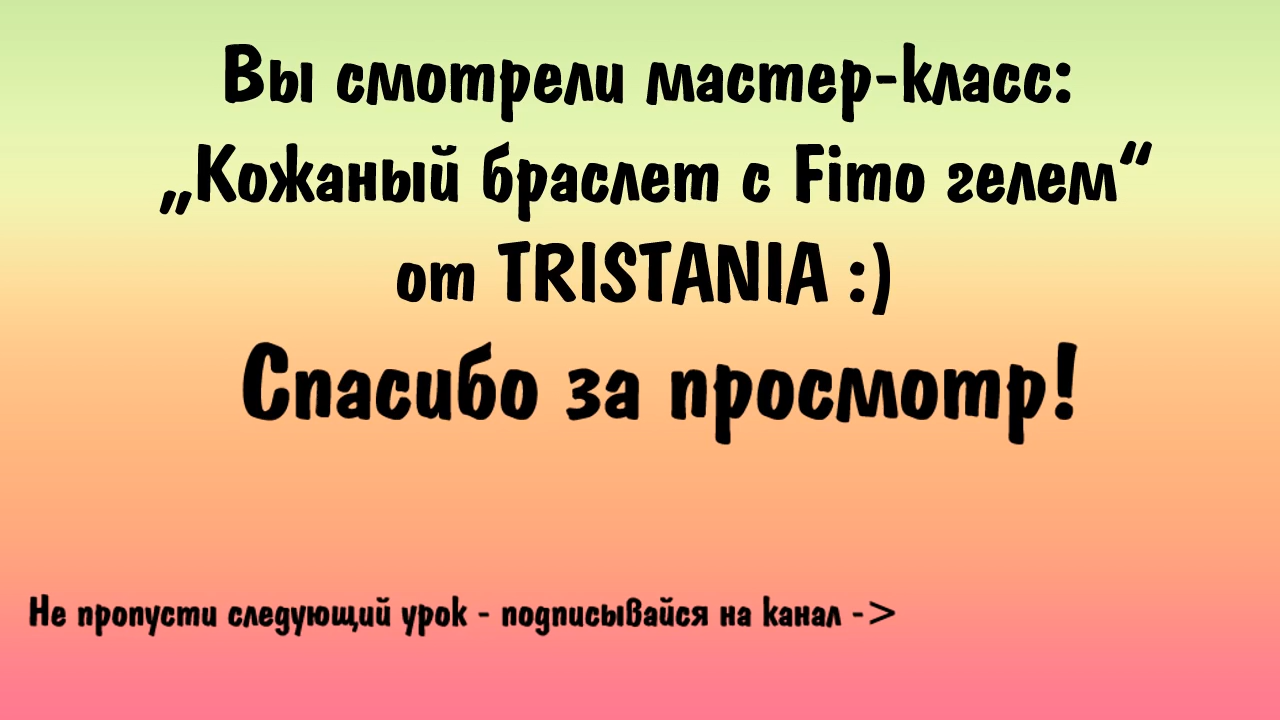 Вы смотрели мастер-класс:
„Кожаный браслет с Fimo гелем“
от TRISTANIA :)
Спасибо за просмотр!
Не пропусти следующий урок - подписывайся на канал ->